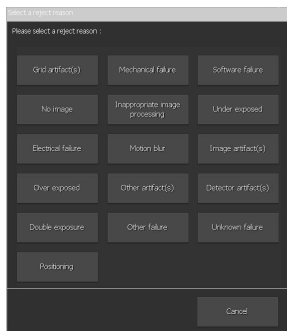 Select a reject reason
Please select a reject reason :
Grid artifact(s)
Mechanical failure
Software failure
No image
Inappropriate image
processing
Under exposed
Electrical failure
Motion blur
Image artifact(s)
Over exposed
Other artifact(s)
Detector artifact(s)
Double exposure
Other failure
Unknown failure
Positioning
Cancel